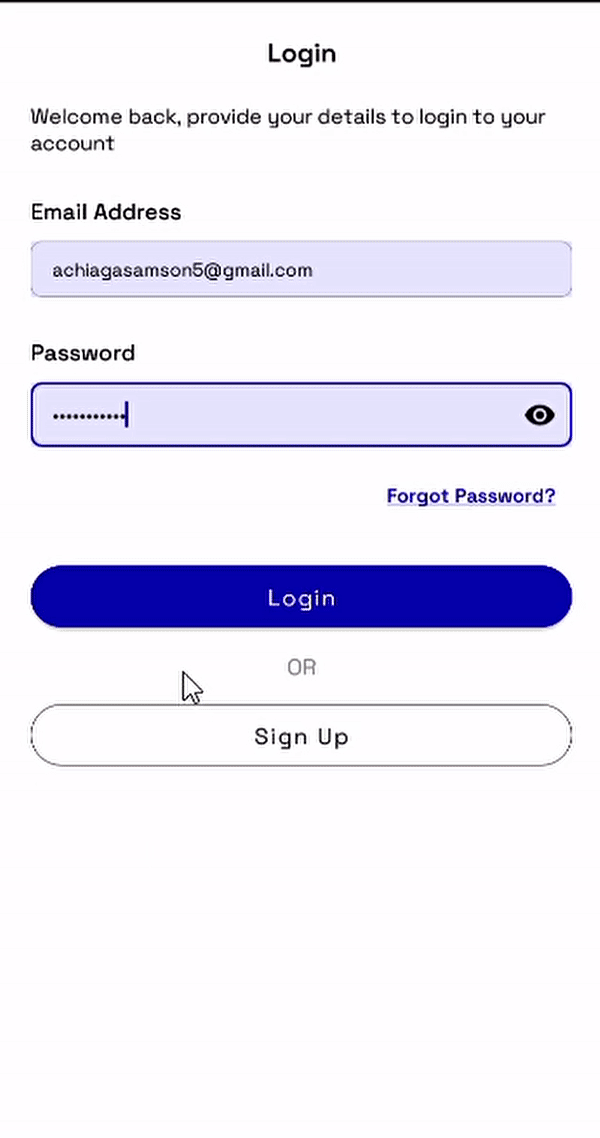 Login
Welcome back, provide your details to login to your
account
Email Address
achiagasamson5@gmail.com
Password
•••••••••••
Forgot Password?
Login
OR
Sign Up